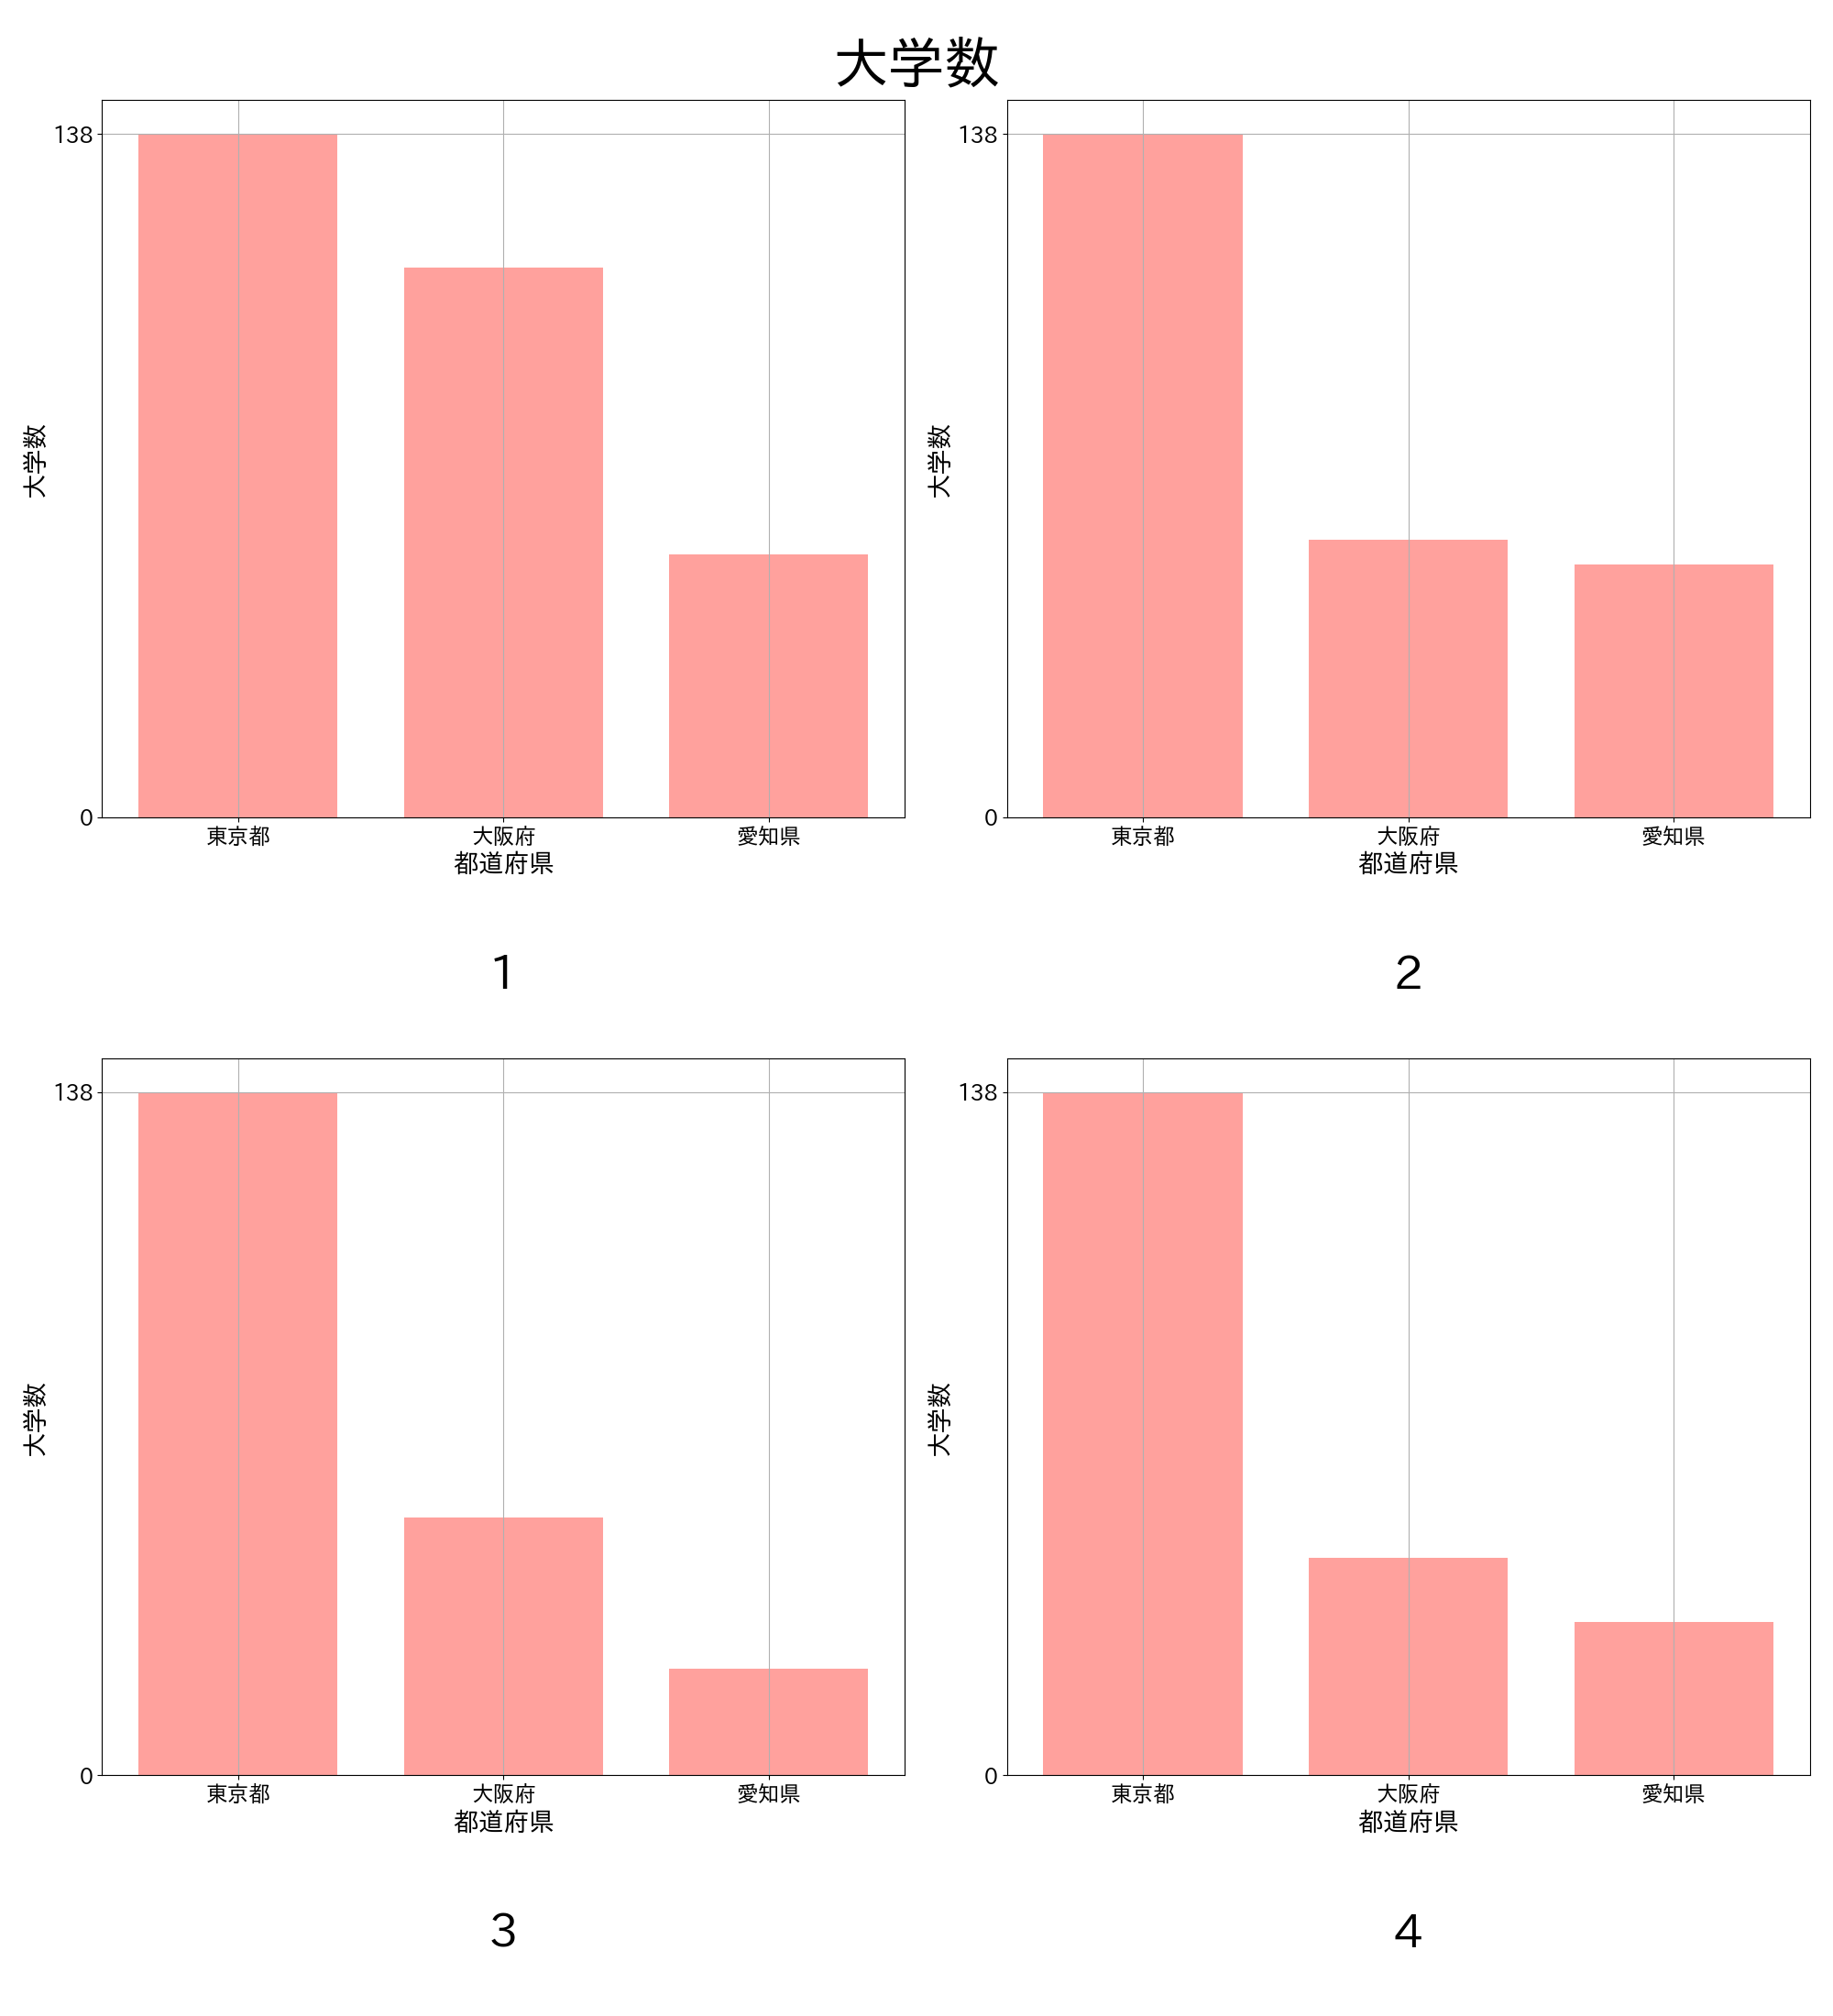 大学数
138
0
大学数
東京都 大阪府 愛知県
都道府県
1
138
0
大学数
東京都 大阪府 愛知県
都道府県
2
138
0
大学数
東京都 大阪府 愛知県
都道府県
3
138
0
大学数
東京都 大阪府 愛知県
都道府県
4